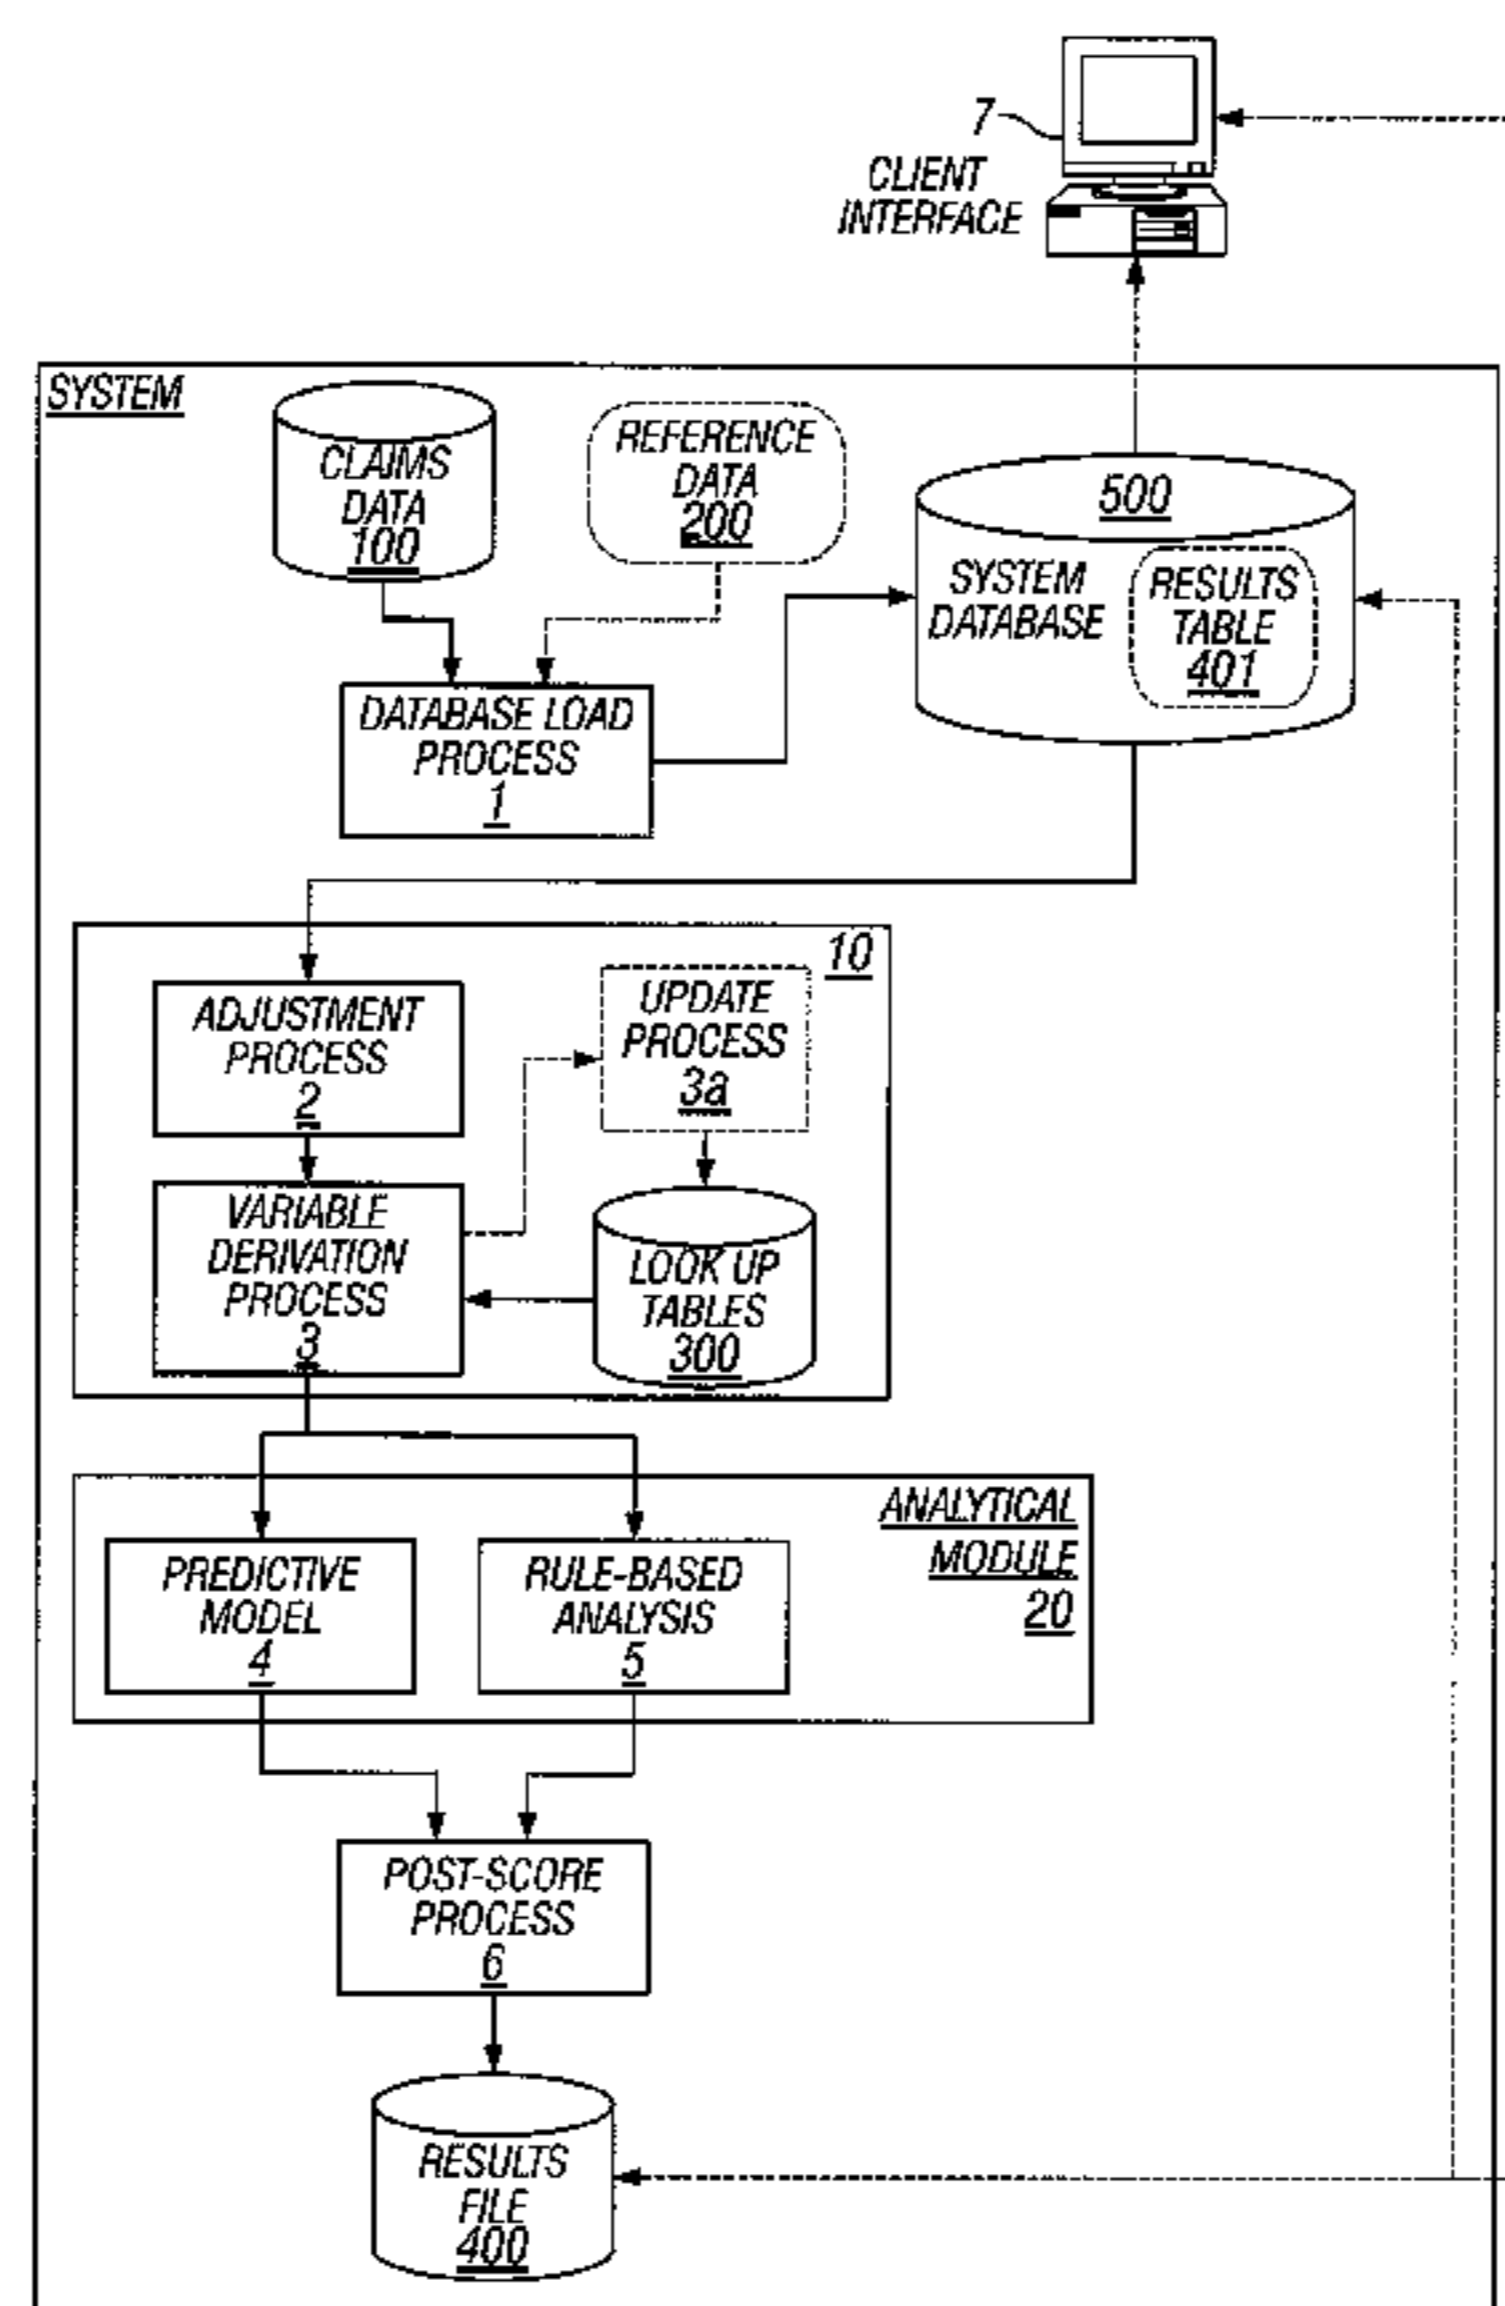 7
CLIENT
INTERFACE
SYSTEM
CLAIMS
DATA
100
REFERENCE
DATA
200
500
SYSTEM
DATABASE
RESULTS
TABLE
401
DATABASE LOAD
PROCESS
1
10
ADJUSTMENT
PROCESS
2
UPDATE
PROCESS
3a
VARIABLE
DERIVATION
PROCESS
3
LOOK UP
TABLES
300
ANALYTICAL
MODULE
20
PREDICTIVE
MODEL
4
RULE-BASED
ANALYSIS
5
POST-SCORE
PROCESS
6
RESULTS
FILE
400